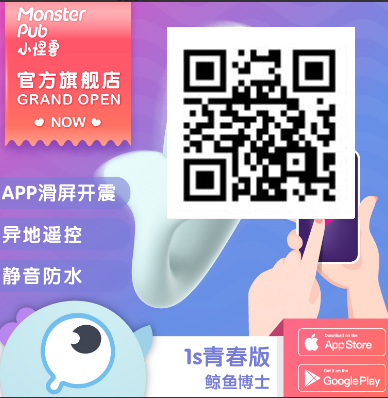 Monster
Pub
小怪兽
官方旗舰店
GRAND OPEN
NOW
APP滑屏开震
异地遥控
静音防水
1s青春版
鲸鱼博士
Download on the
App Store
Get it on the
Google Play